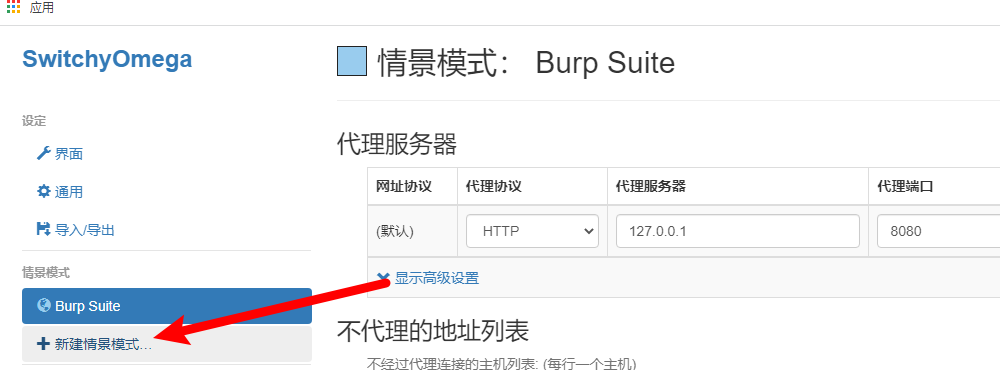 应用
SwitchyOmega
设定
界面
通用
导入/导出
情景模式
Burp Suite
新建情景模式...
情景模式： Burp Suite
代理服务器
网址协议 代理协议 代理服务器 代理端口
(默认) HTTP 127.0.0.1 8080
显示高级设置
不代理的地址列表
不经过代理连接的主机列表: (每行一个主机)